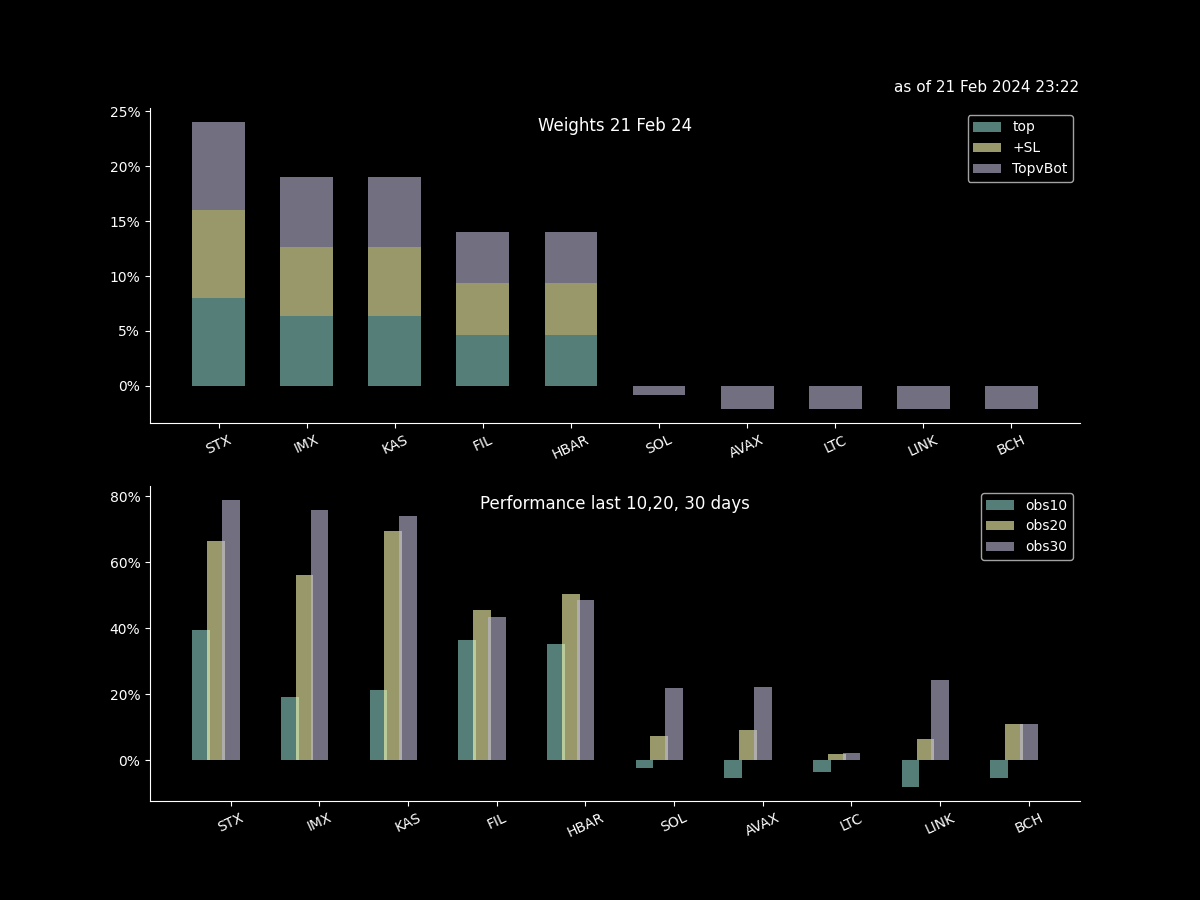 as of 21 Feb 2024 23:22
Weights 21 Feb 24
top
+SL
TopvBot
25%
20%
15%
10%
5%
0%
STX IMX KAS FIL HBAR SOL AVAX LTC LINK BCH
Performance last 10,20, 30 days
obs10
obs20
obs30
80%
60%
40%
20%
0%
STX IMX KAS FIL HBAR SOL AVAX LTC LINK BCH